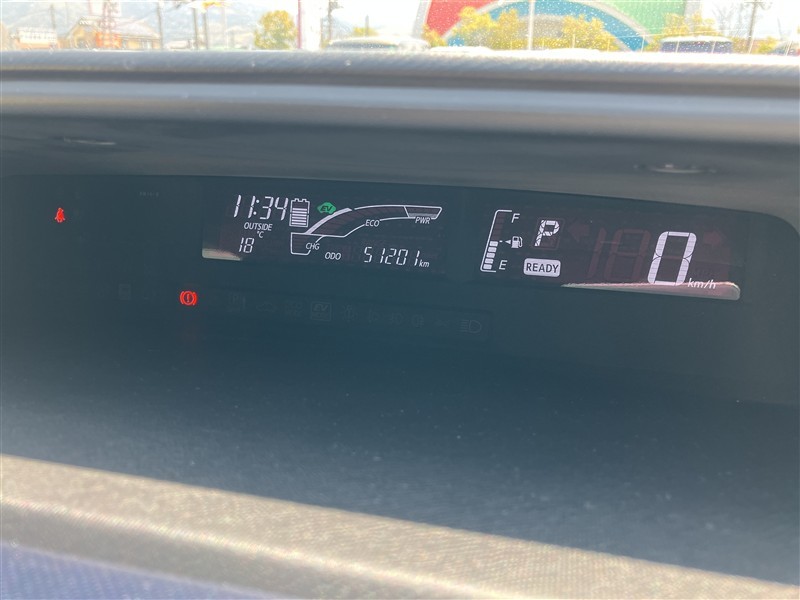 11:34
EV
OUTSIDE
°C
18
CHG
ECO
PWR
ODO
51201 km
F
E
P
READY
0 km/h